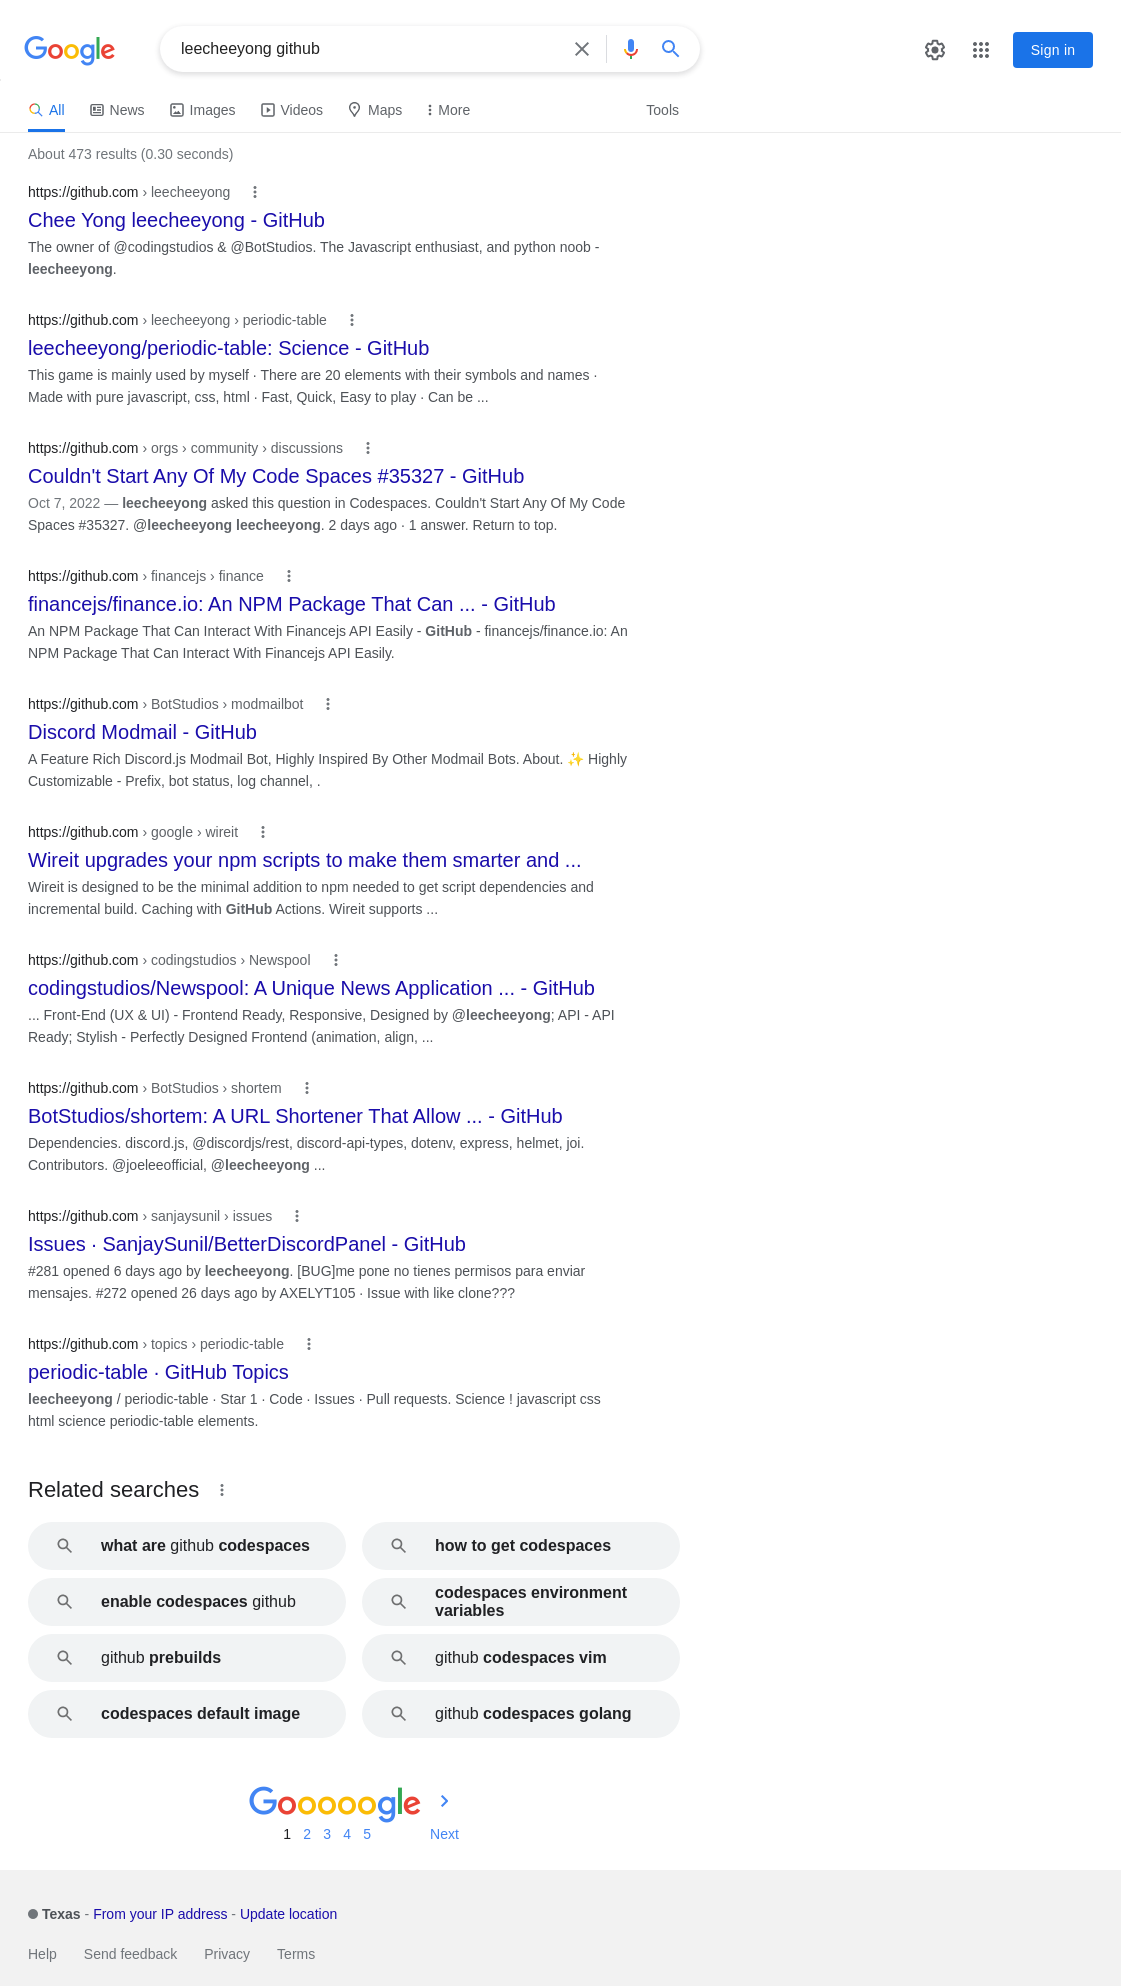 Google
leecheeyong github
Sign in
All News Images Videos Maps More Tools
About 473 results (0.30 seconds)
https://github.com › leecheeyong
Chee Yong leecheeyong - GitHub
The owner of @codingstudios & @BotStudios. The Javascript enthusiast, and python noob -
leecheeyong.
https://github.com › leecheeyong › periodic-table
leecheeyong/periodic-table: Science - GitHub
This game is mainly used by myself · There are 20 elements with their symbols and names ·
Made with pure javascript, css, html · Fast, Quick, Easy to play · Can be ...
https://github.com › orgs › community › discussions
Couldn't Start Any Of My Code Spaces #35327 - GitHub
Oct 7, 2022 — leecheeyong asked this question in Codespaces. Couldn't Start Any Of My Code
Spaces #35327. @leecheeyong leecheeyong. 2 days ago · 1 answer. Return to top.
https://github.com › financejs › finance
financejs/finance.io: An NPM Package That Can ... - GitHub
An NPM Package That Can Interact With Financejs API Easily - GitHub - financejs/finance.io: An
NPM Package That Can Interact With Financejs API Easily.
https://github.com › BotStudios › modmailbot
Discord Modmail - GitHub
A Feature Rich Discord.js Modmail Bot, Highly Inspired By Other Modmail Bots. About. ✨ Highly
Customizable - Prefix, bot status, log channel, .
https://github.com › google › wireit
Wireit upgrades your npm scripts to make them smarter and ...
Wireit is designed to be the minimal addition to npm needed to get script dependencies and
incremental build. Caching with GitHub Actions. Wireit supports ...
https://github.com › codingstudios › Newspool
codingstudios/Newspool: A Unique News Application ... - GitHub
... Front-End (UX & UI) - Frontend Ready, Responsive, Designed by @leecheeyong; API - API
Ready; Stylish - Perfectly Designed Frontend (animation, align, ...
https://github.com › BotStudios › shortem
BotStudios/shortem: A URL Shortener That Allow ... - GitHub
Dependencies. discord.js, @discordjs/rest, discord-api-types, dotenv, express, helmet, joi.
Contributors. @joeleeofficial, @leecheeyong ...
https://github.com › sanjaysunil › issues
Issues · SanjaySunil/BetterDiscordPanel - GitHub
#281 opened 6 days ago by leecheeyong. [BUG]me pone no tienes permisos para enviar
mensajes. #272 opened 26 days ago by AXELYT105 · Issue with like clone???
https://github.com › topics › periodic-table
periodic-table · GitHub Topics
leecheeyong / periodic-table · Star 1 · Code · Issues · Pull requests. Science ! javascript css
html science periodic-table elements.
Related searches
what are github codespaces
how to get codespaces
enable codespaces github
codespaces environment
variables
github prebuilds
github codespaces vim
codespaces default image
github codespaces golang
Gooooogle
1 2 3 4 5 Next
Texas - From your IP address - Update location
Help Send feedback Privacy Terms